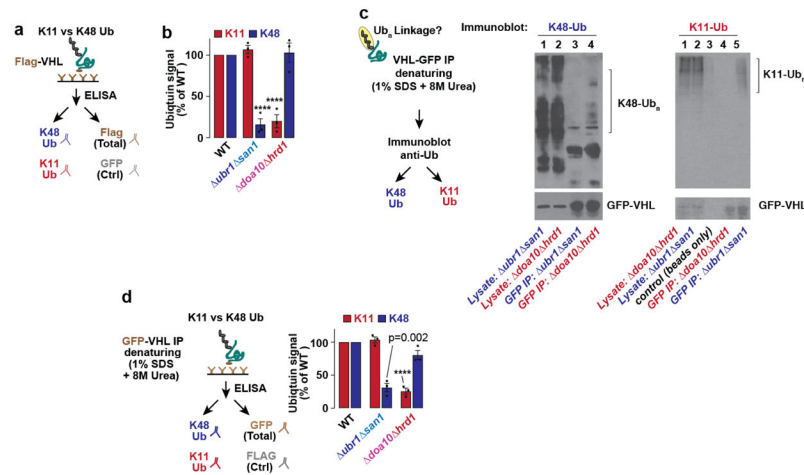 a
K11 vs K48 Ub
Flag-VHL
ELISA
K48
Ub
Flag
(Total)
K11
Ub
GFP
(Ctrl)
b
K11 K48
Ubiqtuin signal
(% of WT)
100
50
0
****
****
WT
Δubr1Δsan1
Δdoa10Δhrd1
c
Ubn Linkage?
VHL-GFP IP
denaturing
(1% SDS + 8M Urea)
Immunoblot
anti-Ub
K48
Ub
K11
Ub
Immunoblot:
K48-Ub
1 2 3 4
K48-Ubn
GFP-VHL
Lysate: Δubr1Δsan1
Lysate: Δdoa10Δhrd1
GFP IP: Δubr1Δsan1
GFP IP: Δdoa10Δhrd1
K11-Ub
1 2 3 4 5
K11-Ubn
GFP-VHL
Lysate: Δdoa10Δhrd1
Lysate: Δubr1Δsan1
control (beads only)
GFP IP: Δdoa10Δhrd1
GFP IP: Δubr1Δsan1
d
K11 vs K48 Ub
GFP-VHL IP
denaturing
(1% SDS
+ 8M Urea)
ELISA
K48
Ub
GFP
(Total)
K11
Ub
FLAG
(Ctrl)
K11 K48
Ubiqtuin signal
(% of WT )
100
50
0
p=0.002
****
WT
Δubr1Δsan1
Δdoa10Δhrd1